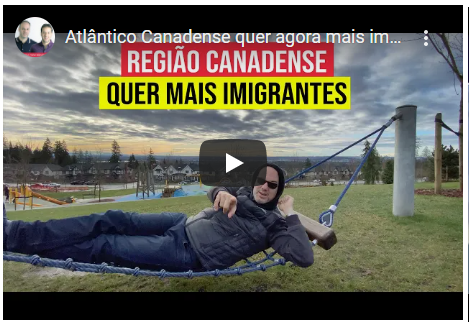 Atlântico Canadense quer agora mais im...
REGIÃO CANADENSE
QUER MAIS IMIGRANTES